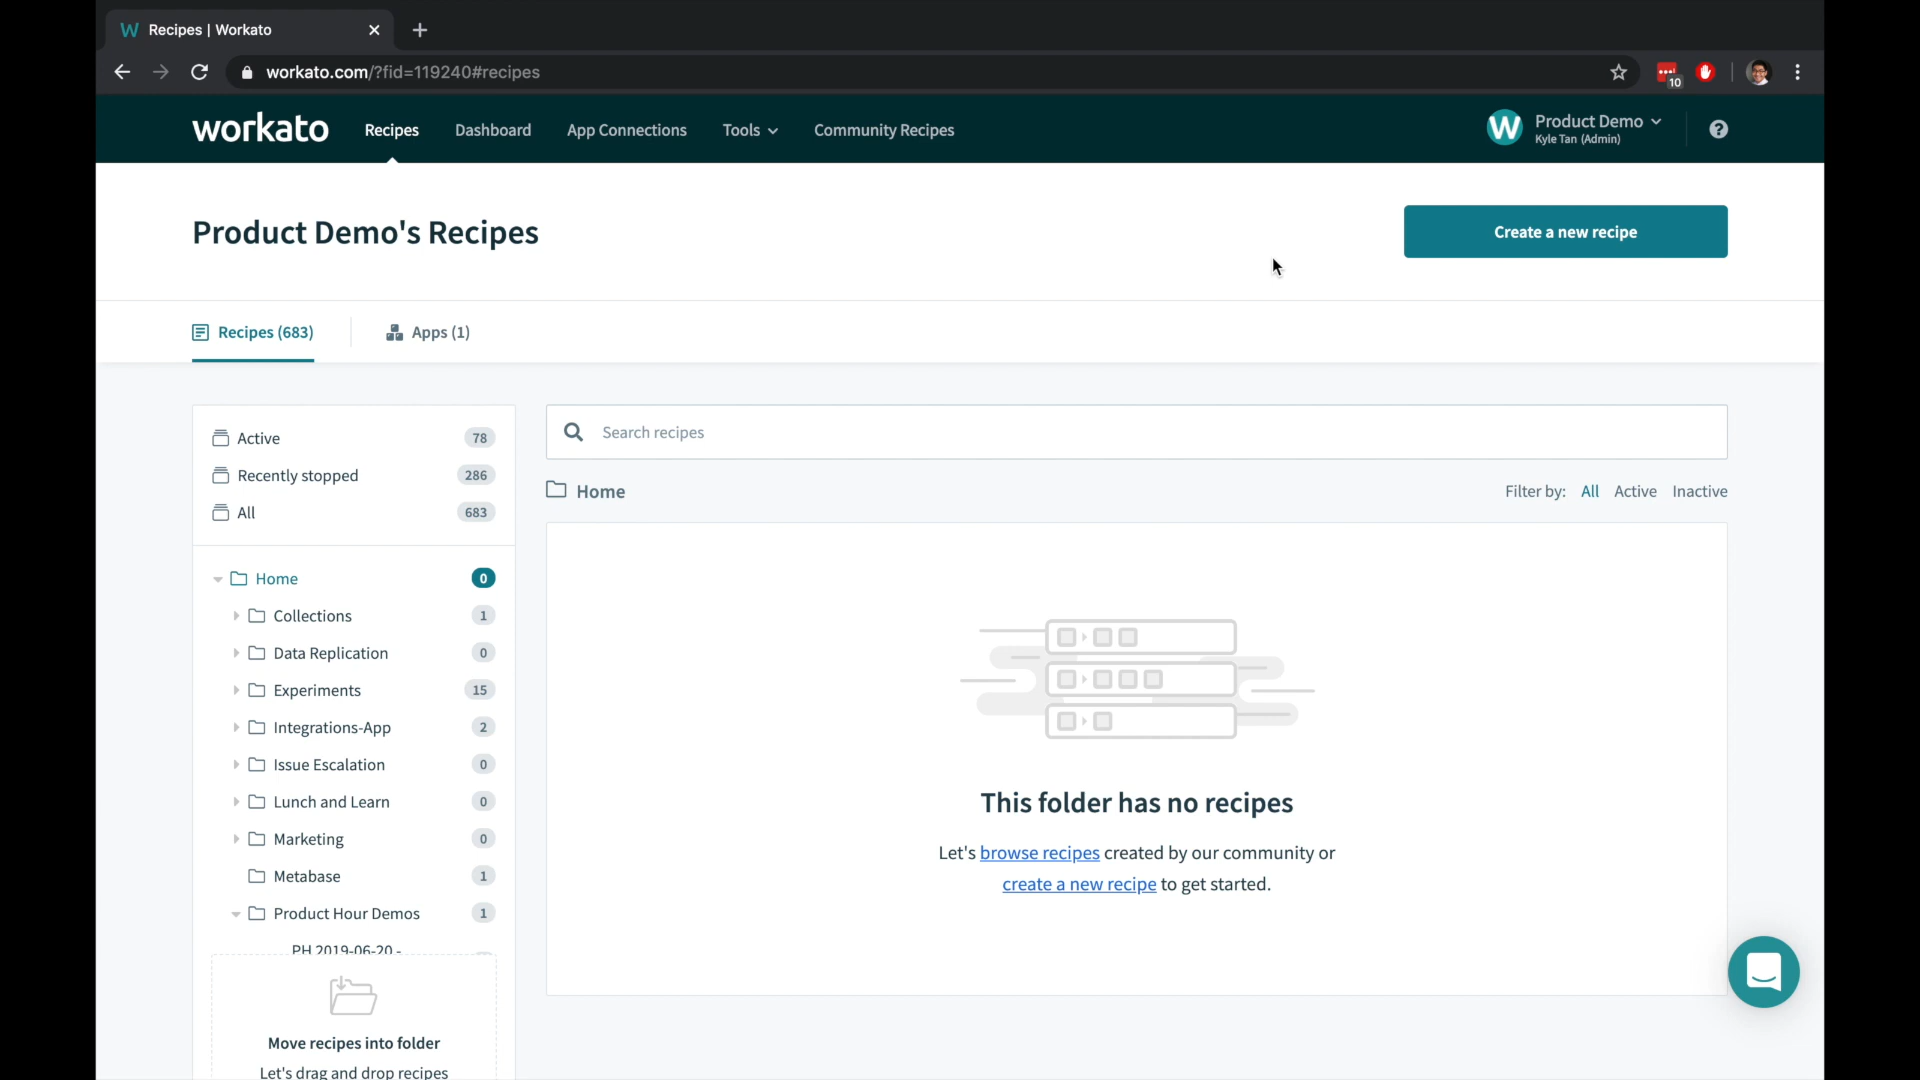 Recipes | Workato
workato.com/?fid=119240#recipes
10
workato
Recipes
Dashboard
App Connections
Tools
Community Recipes
W
Product Demo
Kyle Tan (Admin)
?
Product Demo's Recipes
Create a new recipe
Recipes (683)
Apps (1)
Active 78
Recently stopped 286
All 683
Home 0
Collections 1
Data Replication 0
Experiments 15
Integrations-App 2
Issue Escalation 0
Lunch and Learn 0
Marketing 0
Metabase 1
Product Hour Demos 1
PH 2019-06-20 -
Move recipes into folder
Let's drag and drop recipes
Search recipes
Home
Filter by: All Active Inactive
This folder has no recipes
Let's browse recipes created by our community or
create a new recipe to get started.